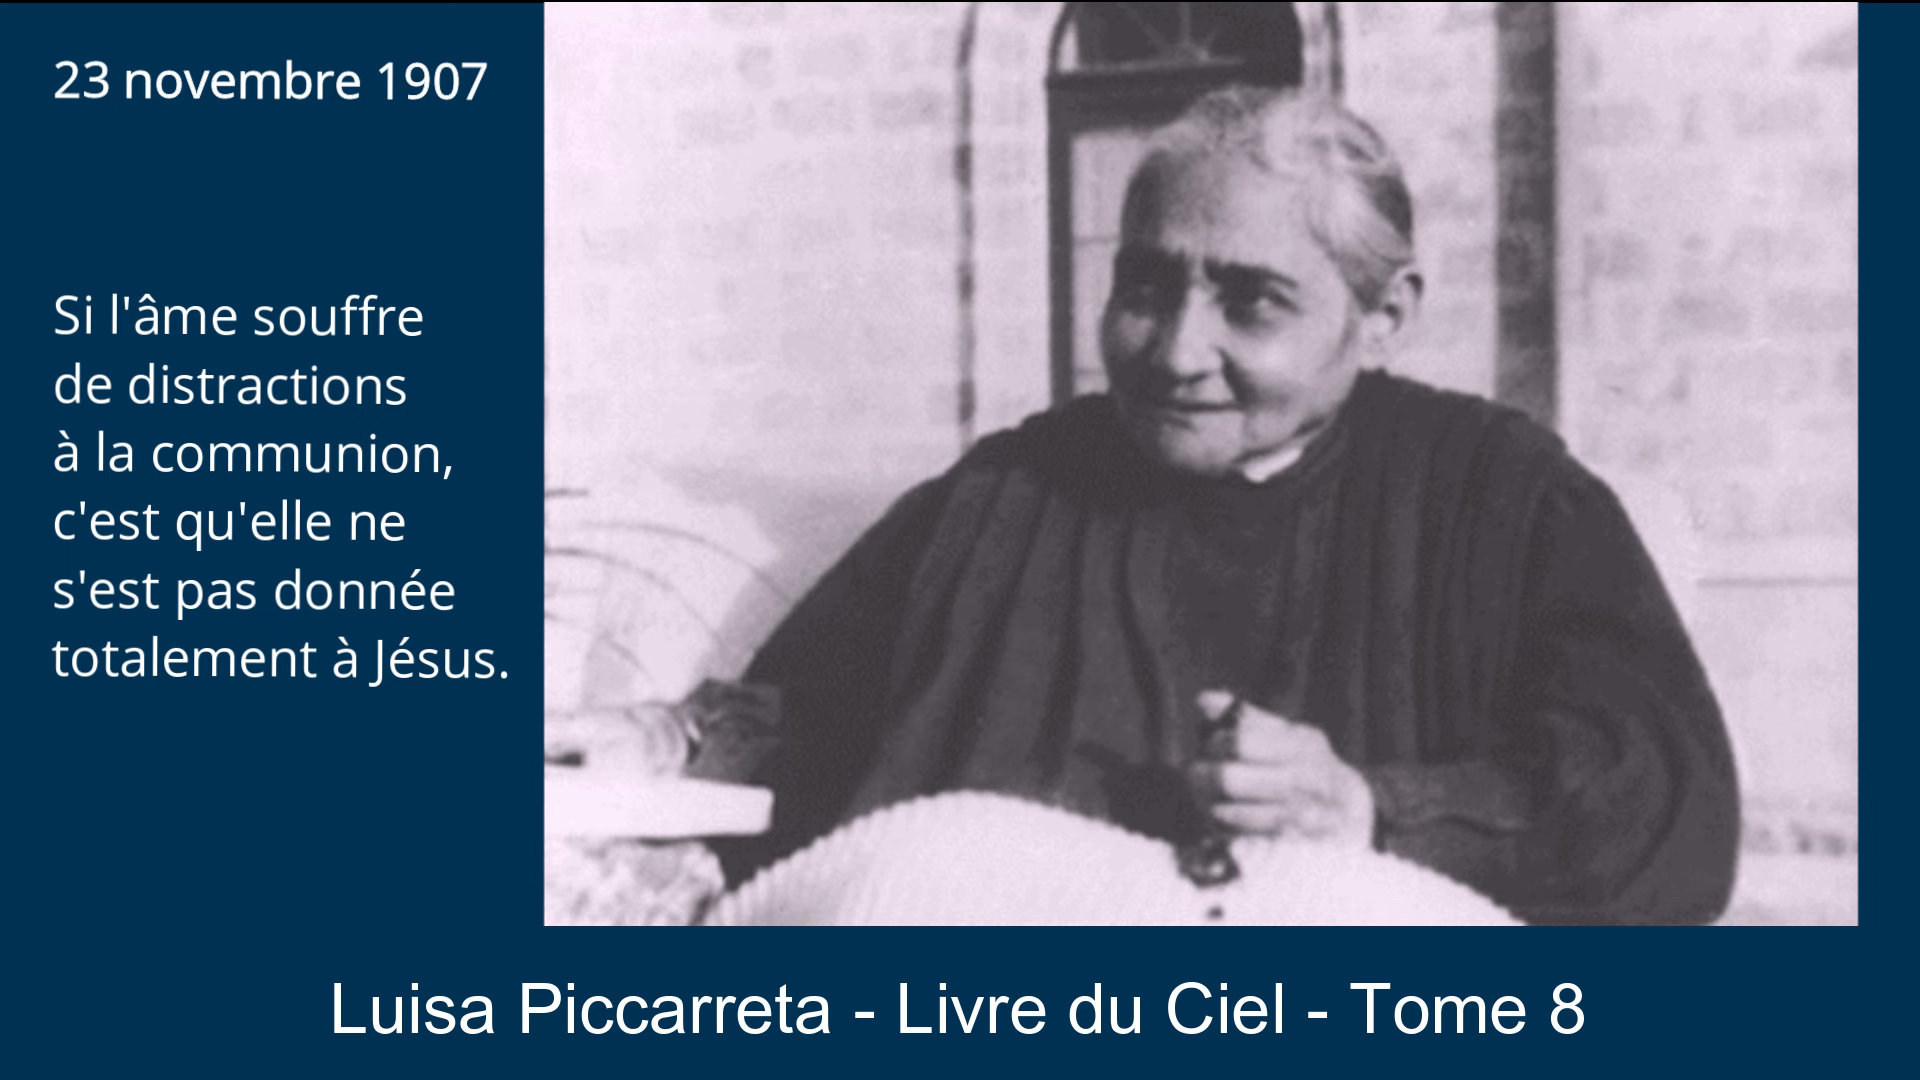 23 novembre 1907
Si l'âme souffre
de distractions
à la communion,
c'est qu'elle ne
s'est pas donnée
totalement à Jésus.
Luisa Piccarreta - Livre du Ciel - Tome 8